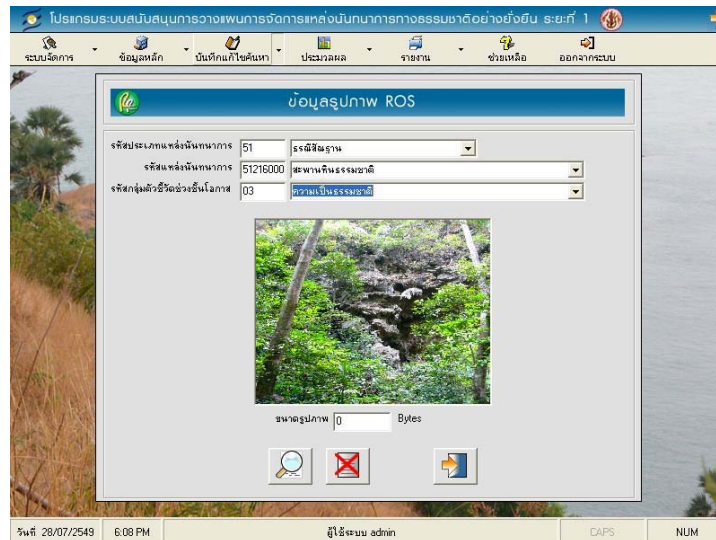 โปรแกรมระบบสนับสนุนการวางแผนการจัดการแหล่งนันทนาการทางธรรมชาติอย่างยั่งยืน ระยะที่ 1
ระบบจัดการ ข้อมูลหลัก บันทึกแก้ไขค้นหา ประมวลผล รายงาน ช่วยเหลือ ออกจากระบบ
ข้อมูลรูปภาพ ROS
รหัสประเภทแหล่งนันทนาการ 51 ธรณีสัณฐาน
รหัสแหล่งนันทนาการ 51216000 สะพานหินธรรมชาติ
รหัสกลุ่มตัวชี้วัดช่วงชั้นโอกาส 03 ความเป็นธรรมชาติ
ขนาดรูปภาพ 0 Bytes
วันที่ 28/07/2549 6:08 PM ผู้ใช้ระบบ admin CAPS NUM